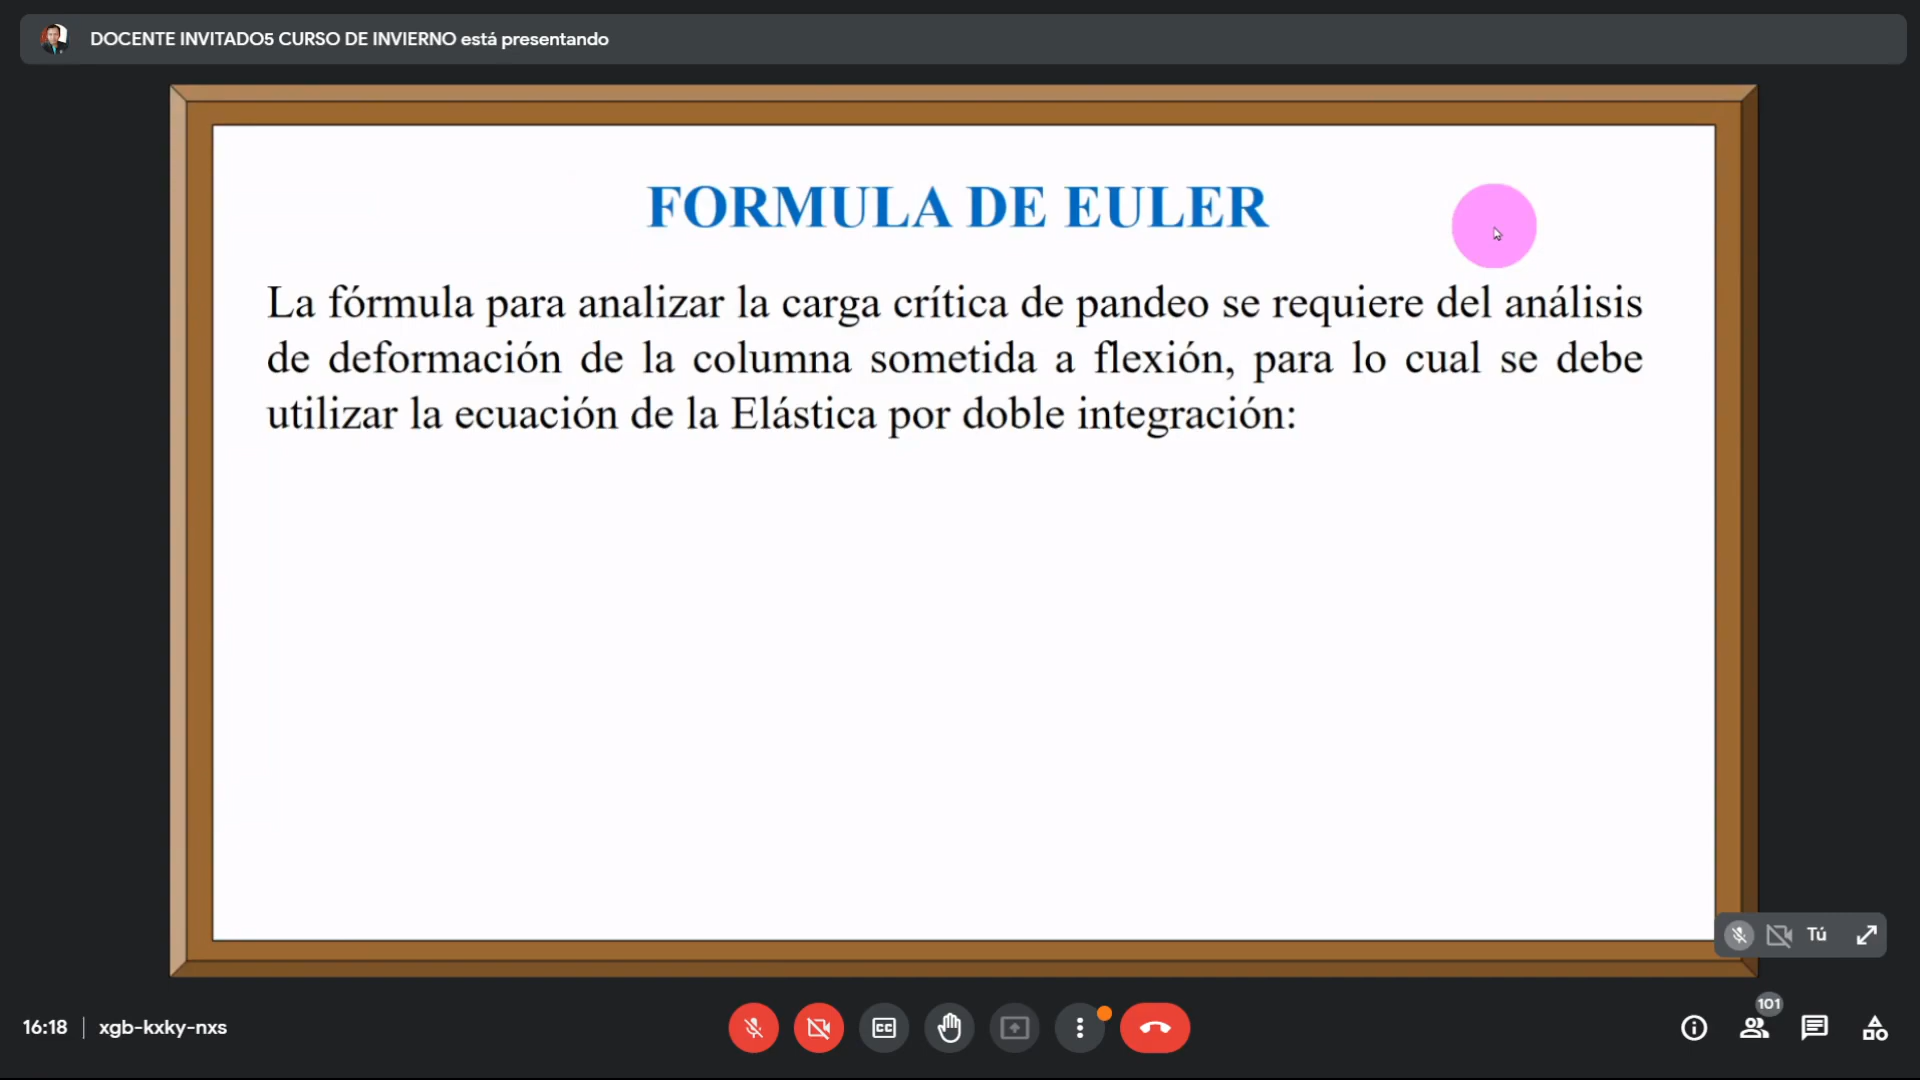 DOCENTE INVITADO5 CURSO DE INVIERNO está presentando
FORMULA DE EULER
La fórmula para analizar la carga crítica de pandeo se requiere del análisis
de deformación de la columna sometida a flexión, para lo cual se debe
utilizar la ecuación de la Elástica por doble integración:
Tú
101
16:18 | xgb-kxky-nxs
CC